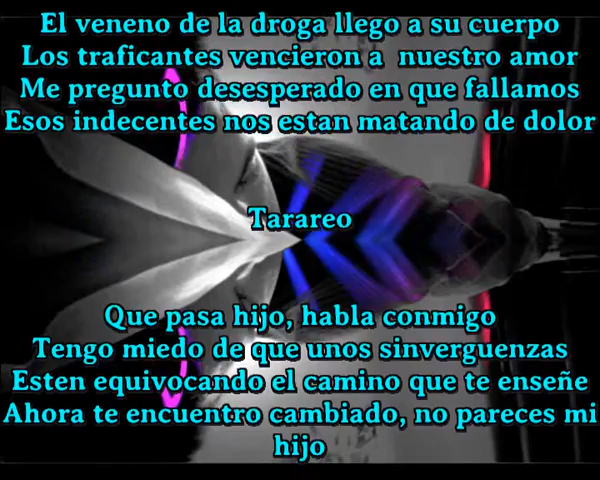 El veneno de la droga llego a su cuerpo
Los traficantes vencieron a nuestro amor
Me pregunto desesperado en que fallamos
Esos indecentes nos estan matando de dolor
Tarareo
Que pasa hijo, habla conmigo
Tengo miedo de que unos sinverguenzas
Esten equivocando el camino que te enseñe
Ahora te encuentro cambiado, no pareces mi
hijo